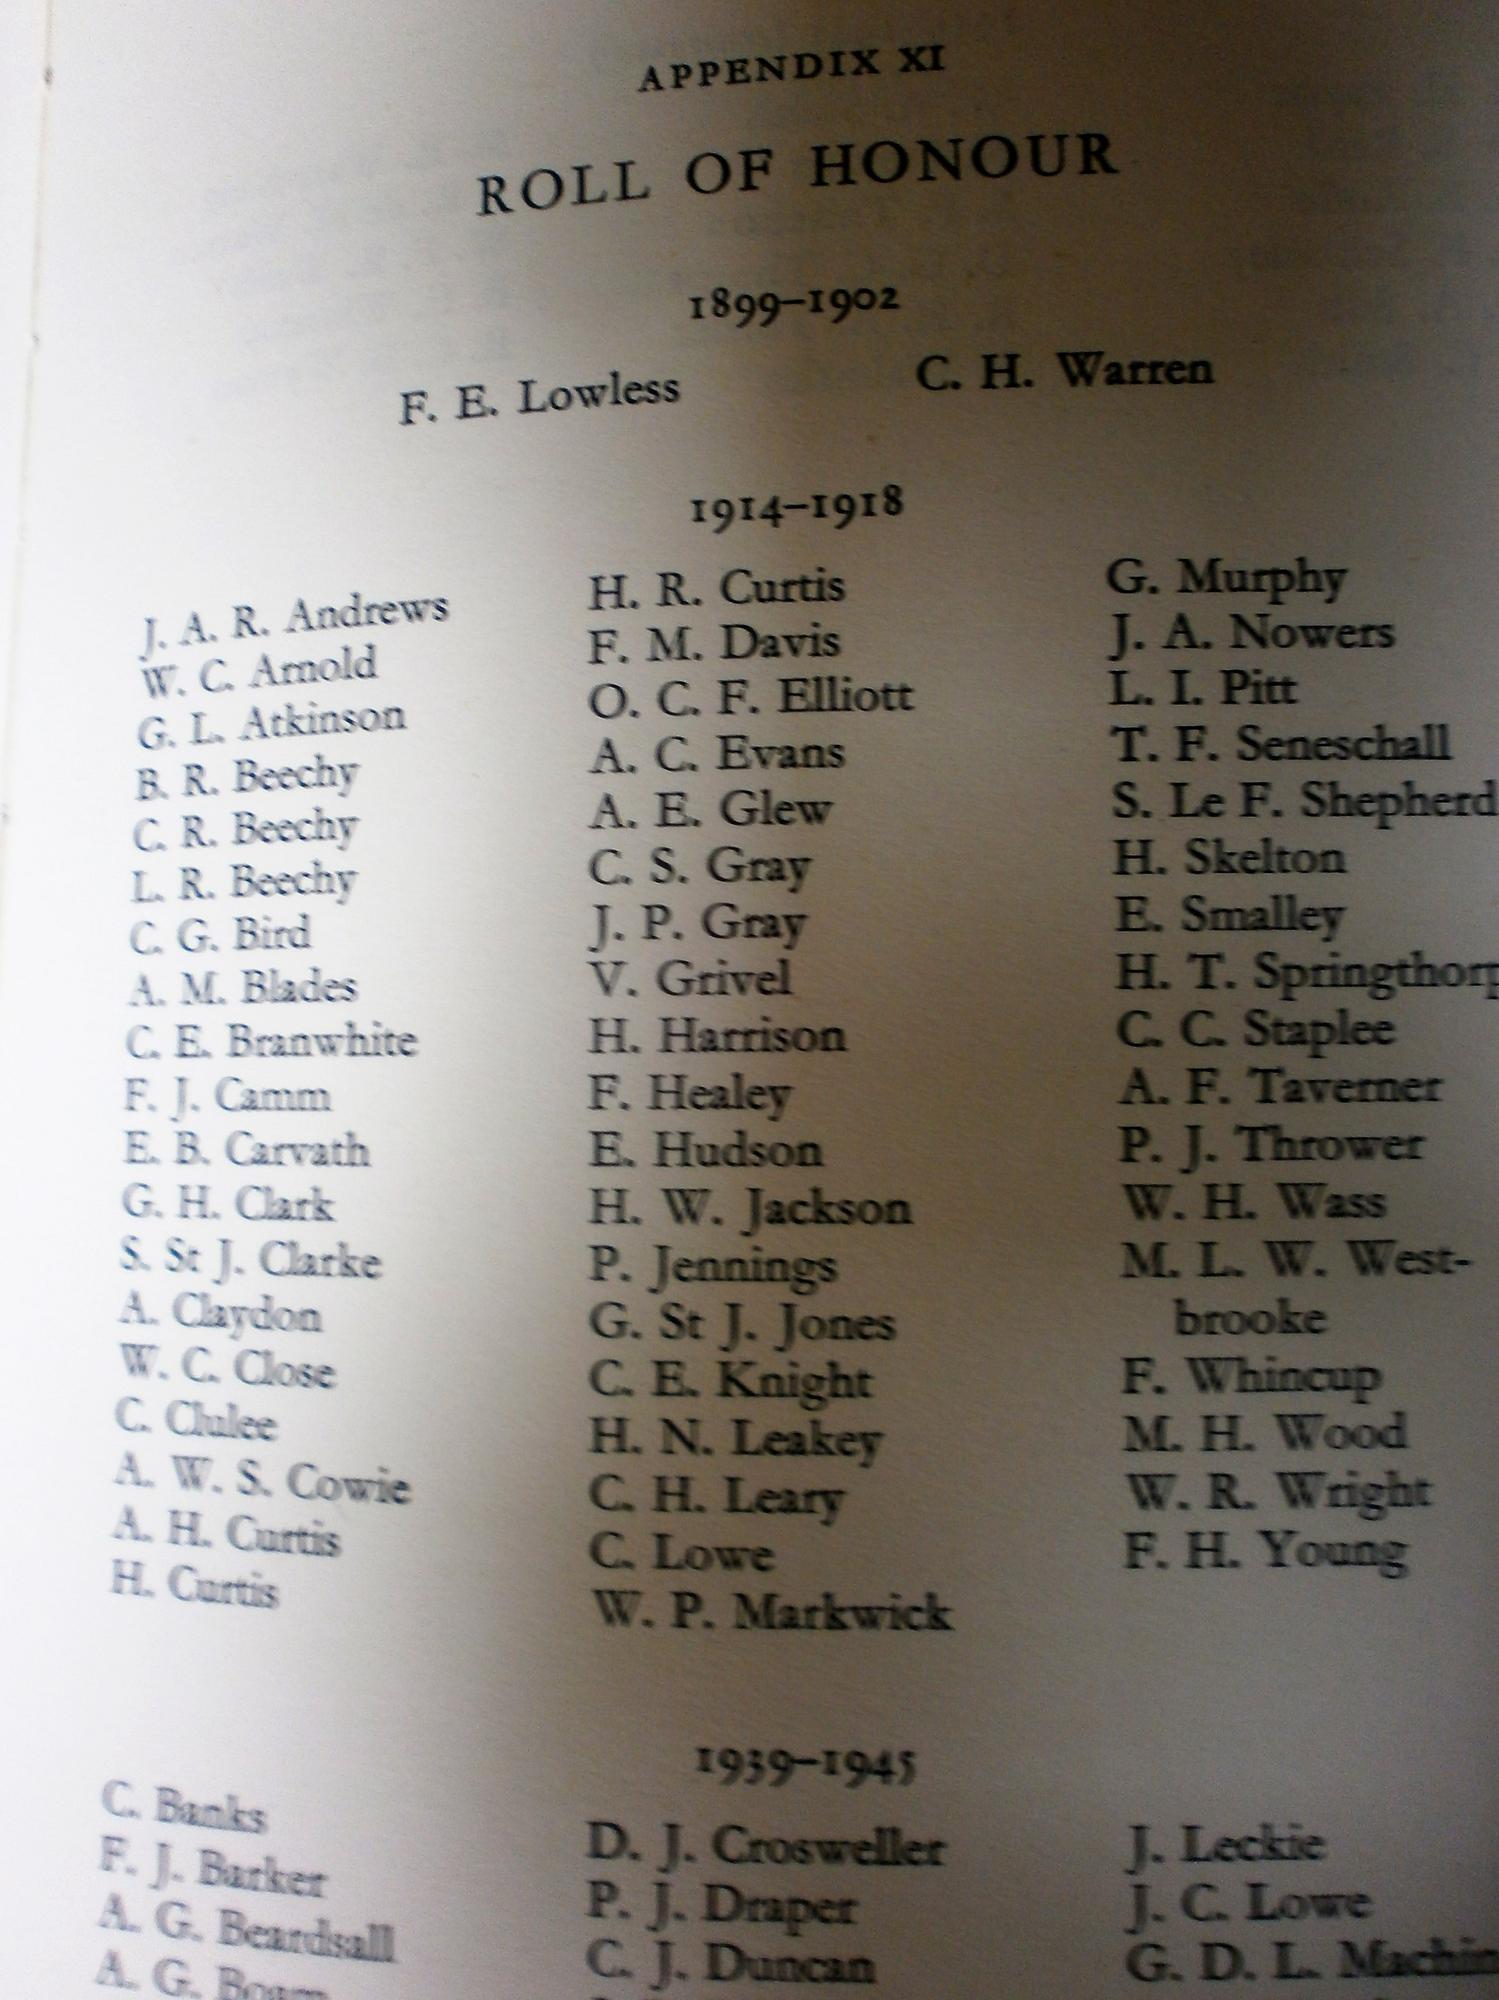 APPENDIX XI
ROLL OF HONOUR
1899–1902
F. E. Lowless
C. H. Warren
1914–1918
J. A. R. Andrews
W. C. Arnold
G. L. Atkinson
B. R. Beechy
C. R. Beechy
L. R. Beechy
C. G. Bird
A. M. Blades
C. E. Branwhite
F. J. Camm
E. B. Carvath
G. H. Clark
S. St J. Clarke
A. Claydon
W. C. Close
C. Clulee
A. W. S. Cowie
A. H. Curtis
H. Curtis
H. R. Curtis
F. M. Davis
O. C. F. Elliott
A. C. Evans
A. E. Glew
C. S. Gray
J. P. Gray
V. Grivel
H. Harrison
F. Healey
E. Hudson
H. W. Jackson
P. Jennings
G. St J. Jones
C. E. Knight
H. N. Leakey
C. H. Leary
C. Lowe
W. P. Markwick
G. Murphy
J. A. Nowers
L. I. Pitt
T. F. Seneschall
S. Le F. Shepherd
H. Skelton
E. Smalley
H. T. Springthorp
C. C. Staplee
A. F. Taverner
P. J. Thrower
W. H. Wass
M. L. W. West-
brooke
F. Whincup
M. H. Wood
W. R. Wright
F. H. Young
1939–1945
C. Banks
F. J. Barker
A. G. Beardsall
A. G.
D. J. Crosweller
P. J. Draper
C. J. Duncan
J. Leckie
J. C. Lowe
G. D. L. Machin